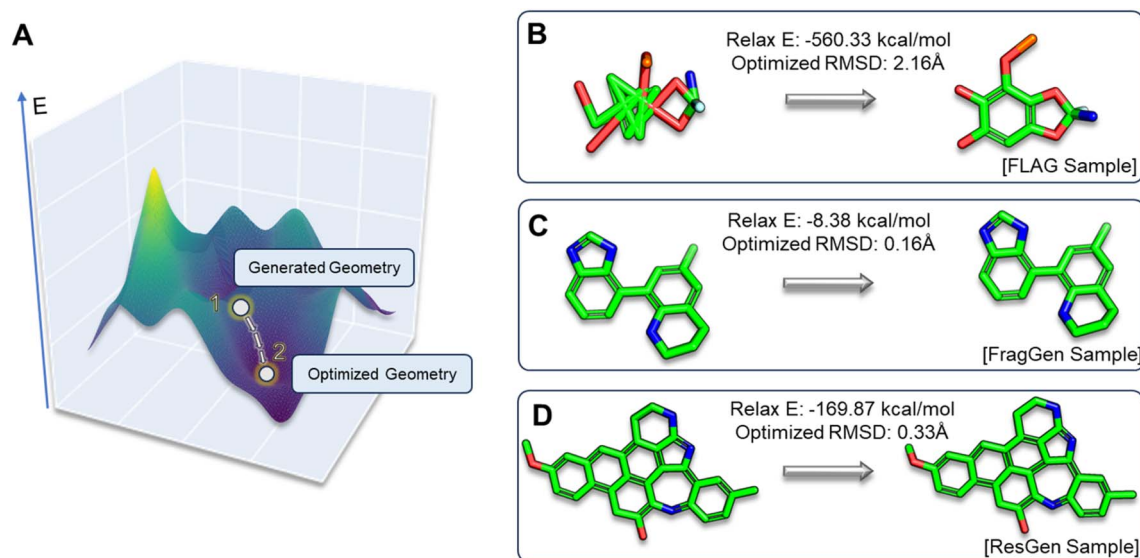 A
E
Generated Geometry
1
2
Optimized Geometry
B
Relax E: -560.33 kcal/mol
Optimized RMSD: 2.16Å
[FLAG Sample]
C
Relax E: -8.38 kcal/mol
Optimized RMSD: 0.16Å
[FragGen Sample]
D
Relax E: -169.87 kcal/mol
Optimized RMSD: 0.33Å
[ResGen Sample]